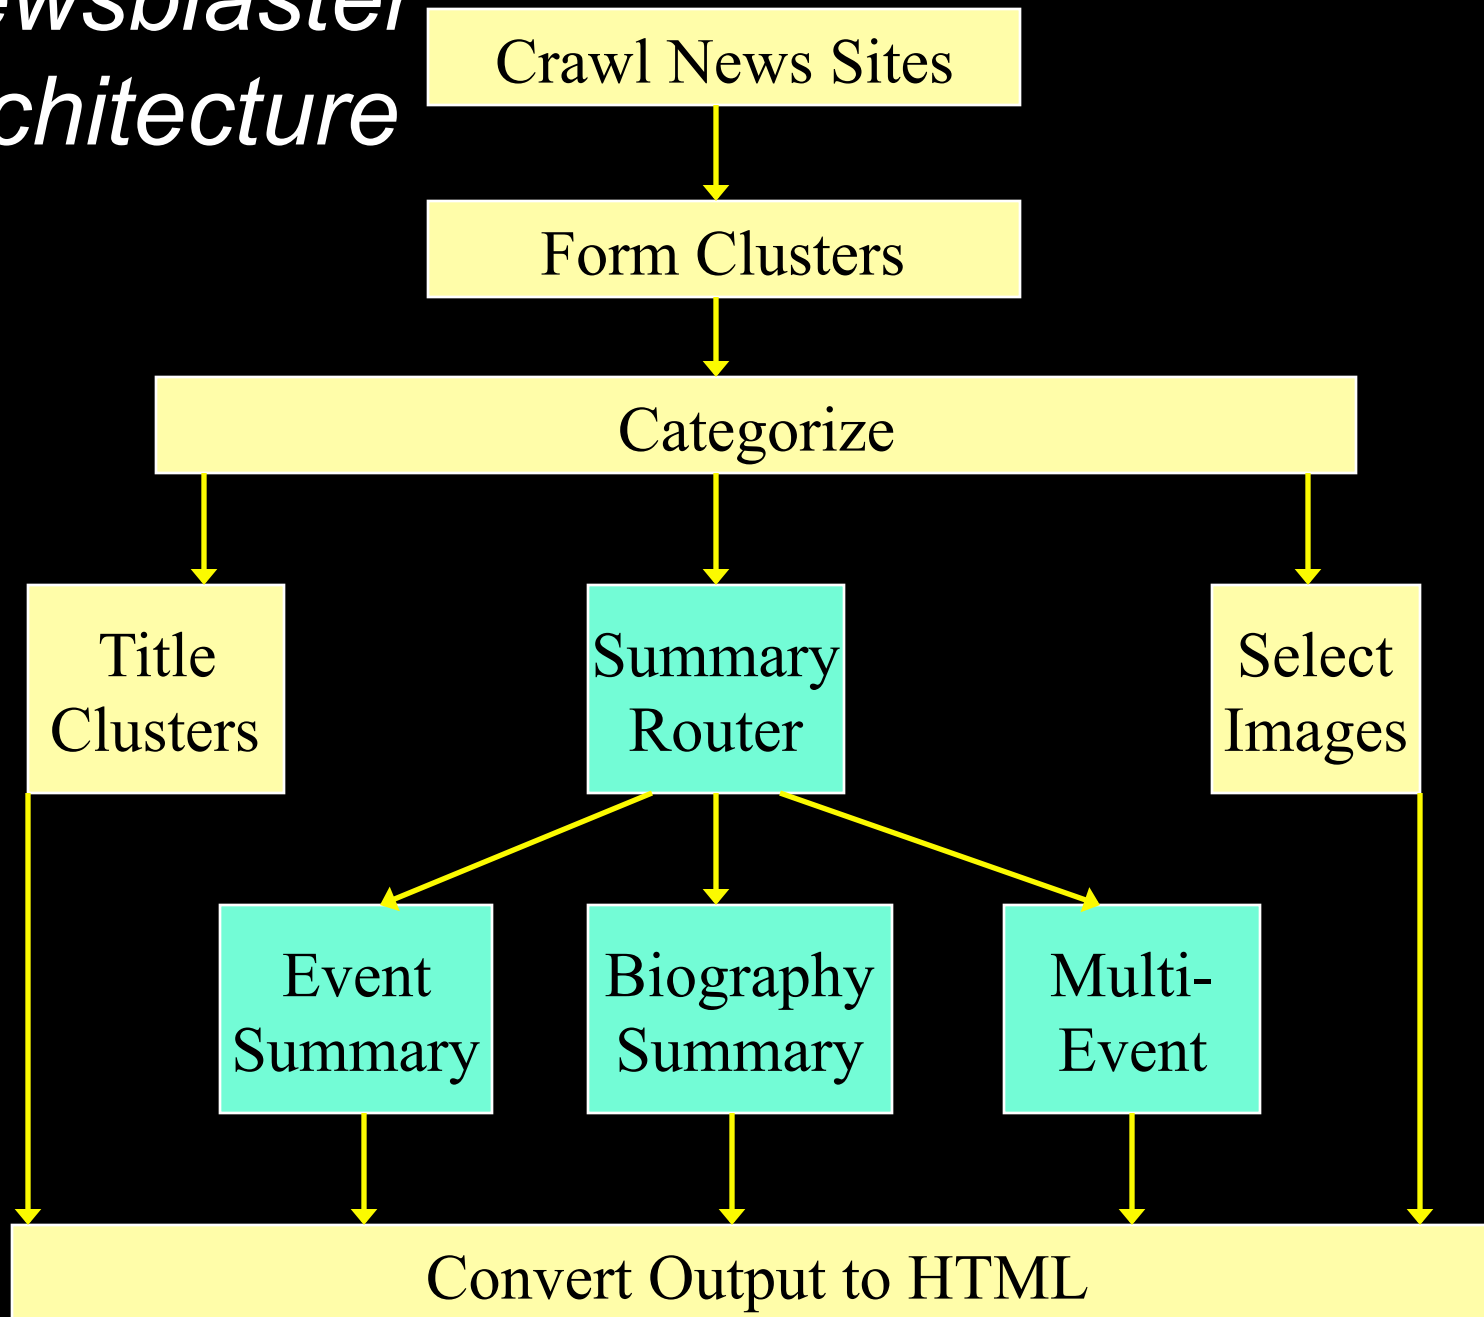 ewsblaster
chitecture
Crawl News Sites
Form Clusters
Categorize
Title
Clusters
Summary
Router
Select
Images
Event
Summary
Biography
Summary
Multi-
Event
Convert Output to HTML